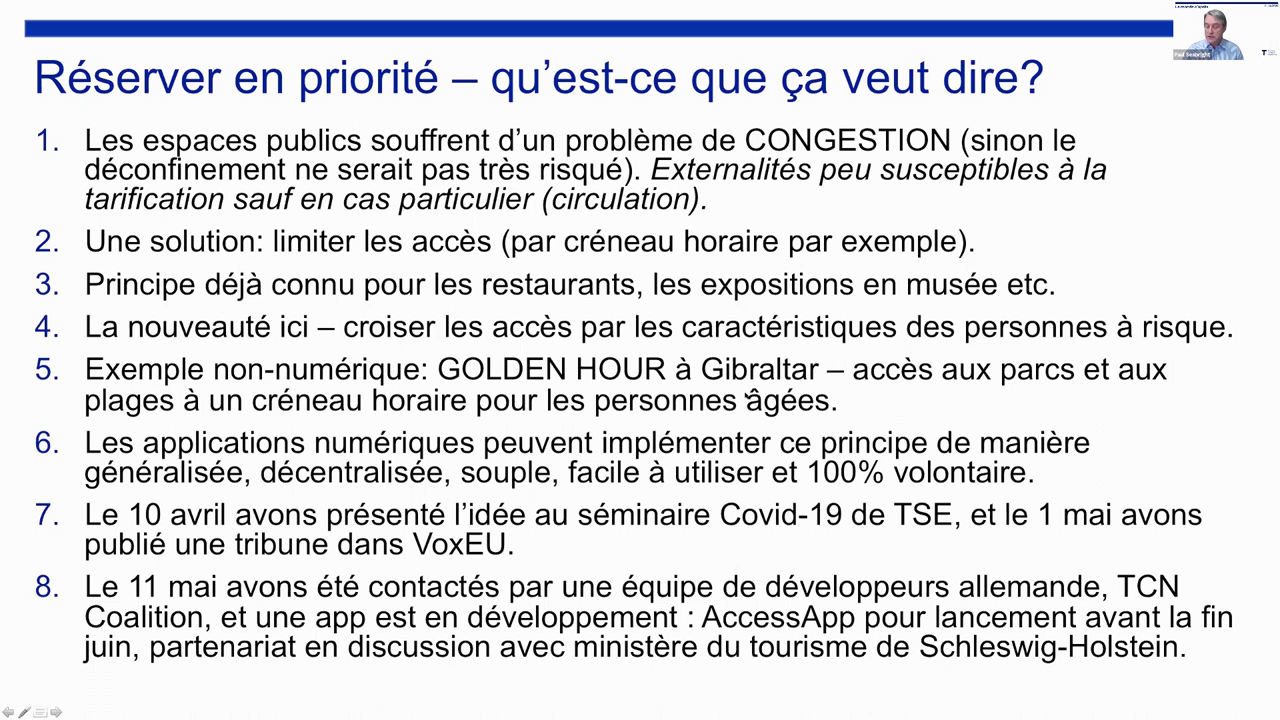 Réserver en priorité – qu’est-ce que ça veut dire?
1. Les espaces publics souffrent d’un problème de CONGESTION (sinon le
déconfinement ne serait pas très risqué). Externalités peu susceptibles à la
tarification sauf en cas particulier (circulation).
2. Une solution: limiter les accès (par créneau horaire par exemple).
3. Principe déjà connu pour les restaurants, les expositions en musée etc.
4. La nouveauté ici – croiser les accès par les caractéristiques des personnes à risque.
5. Exemple non-numérique: GOLDEN HOUR à Gibraltar – accès aux parcs et aux
plages à un créneau horaire pour les personnes âgées.
6. Les applications numériques peuvent implémenter ce principe de manière
généralisée, décentralisée, souple, facile à utiliser et 100% volontaire.
7. Le 10 avril avons présenté l’idée au séminaire Covid-19 de TSE, et le 1 mai avons
publié une tribune dans VoxEU.
8. Le 11 mai avons été contactés par une équipe de développeurs allemande, TCN
Coalition, et une app est en développement : AccessApp pour lancement avant la fin
juin, partenariat en discussion avec ministère du tourisme de Schleswig-Holstein.
Paul Seabright